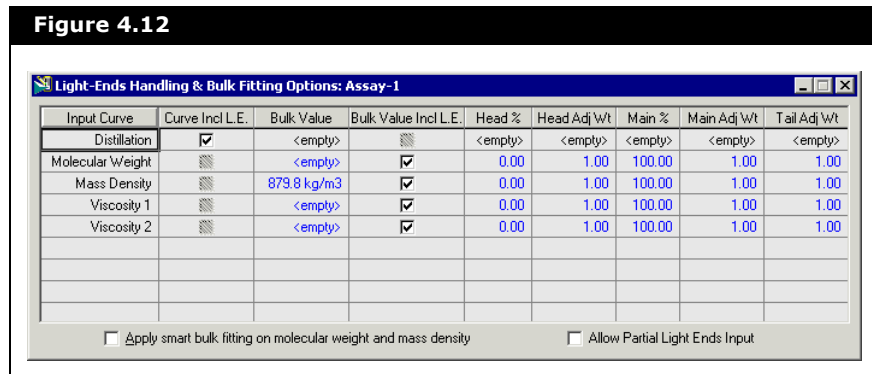 Figure 4.12
Light-Ends Handling & Bulk Fitting Options: Assay-1
Input Curve Curve Incl L.E. Bulk Value Bulk Value Incl L.E. Head % Head Adj Wt Main % Main Adj Wt Tail Adj Wt
Distillation <empty> <empty> <empty> <empty> <empty> <empty>
Molecular Weight <empty> 0.00 1.00 100.00 1.00 1.00
Mass Density 879.8 kg/m3 0.00 1.00 100.00 1.00 1.00
Viscosity 1 <empty> 0.00 1.00 100.00 1.00 1.00
Viscosity 2 <empty> 0.00 1.00 100.00 1.00 1.00
Apply smart bulk fitting on molecular weight and mass density Allow Partial Light Ends Input